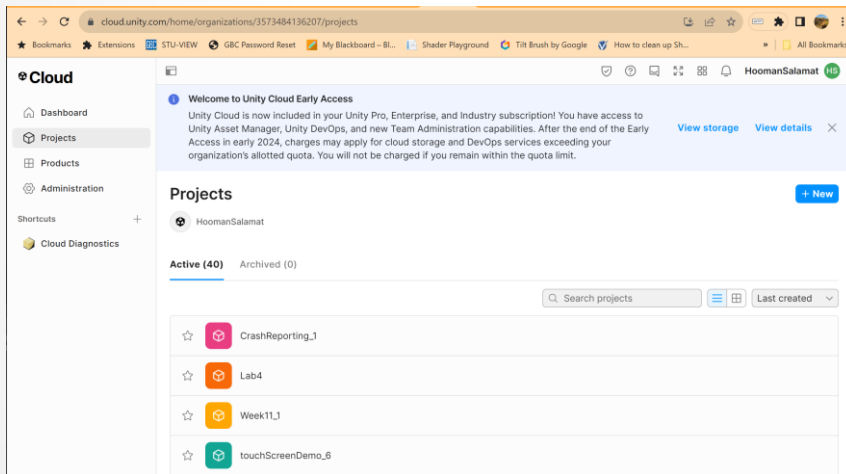 cloud.unity.com/home/organizations/3573484136207/projects
Bookmarks Extensions STU-VIEW GBC Password Reset My Blackboard – Bl... Shader Playground Tilt Brush by Google How to clean up Sh... » All Bookmarks
Cloud
HoomanSalamat HS
Dashboard
Projects
Products
Administration
Shortcuts
Cloud Diagnostics
Welcome to Unity Cloud Early Access
Unity Cloud is now included in your Unity Pro, Enterprise, and Industry subscription! You have access to
Unity Asset Manager, Unity DevOps, and new Team Administration capabilities. After the end of the Early
Access in early 2024, charges may apply for cloud storage and DevOps services exceeding your
organization's allotted quota. You will not be charged if you remain within the quota limit.
View storage View details
Projects
+ New
HoomanSalamat
Active (40) Archived (0)
Search projects
Last created
CrashReporting_1
Lab4
Week11_1
touchScreenDemo_6